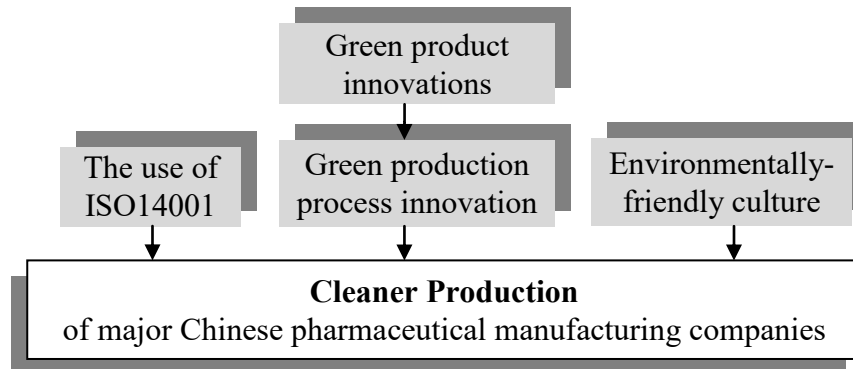 Green product
innovations
The use of
ISO14001
Green production
process innovation
Environmentally-
friendly culture
Cleaner Production
of major Chinese pharmaceutical manufacturing companies